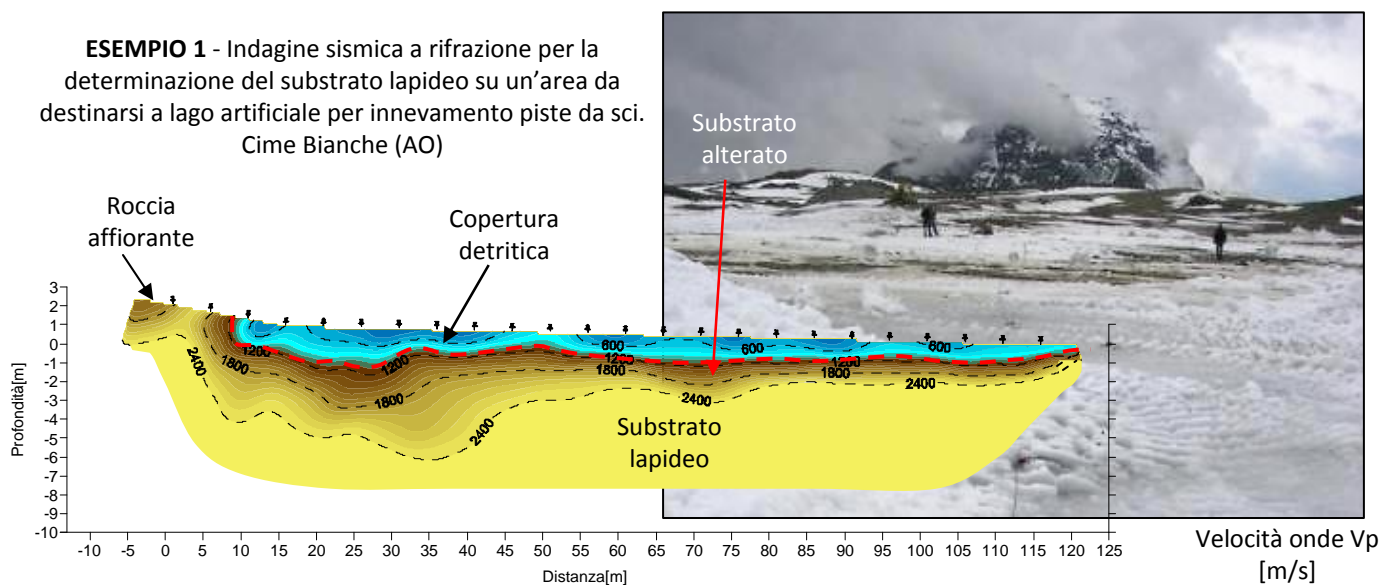 ESEMPIO 1 - Indagine sismica a rifrazione per la
determinazione del substrato lapideo su un'area da
destinarsi a lago artificiale per innevamento piste da sci.
Cime Bianche (AO)
Substrato
alterato
Roccia
affiorante
Copertura
detritica
3
2
1
0
-1
-2
-3
-4
-5
-6
-7
-8
-9
-10
Profondità[m]
600
600
600
1200
1200
1200
1200
1800
1800
1800
1800
2400
2400
2400
2400
Substrato
lapideo
-10 -5 0 5 10 15 20 25 30 35 40 45 50 55 60 65 70 75 80 85 90 95 100 105 110 115 120 125
Distanza[m]
Velocità onde Vp
[m/s]